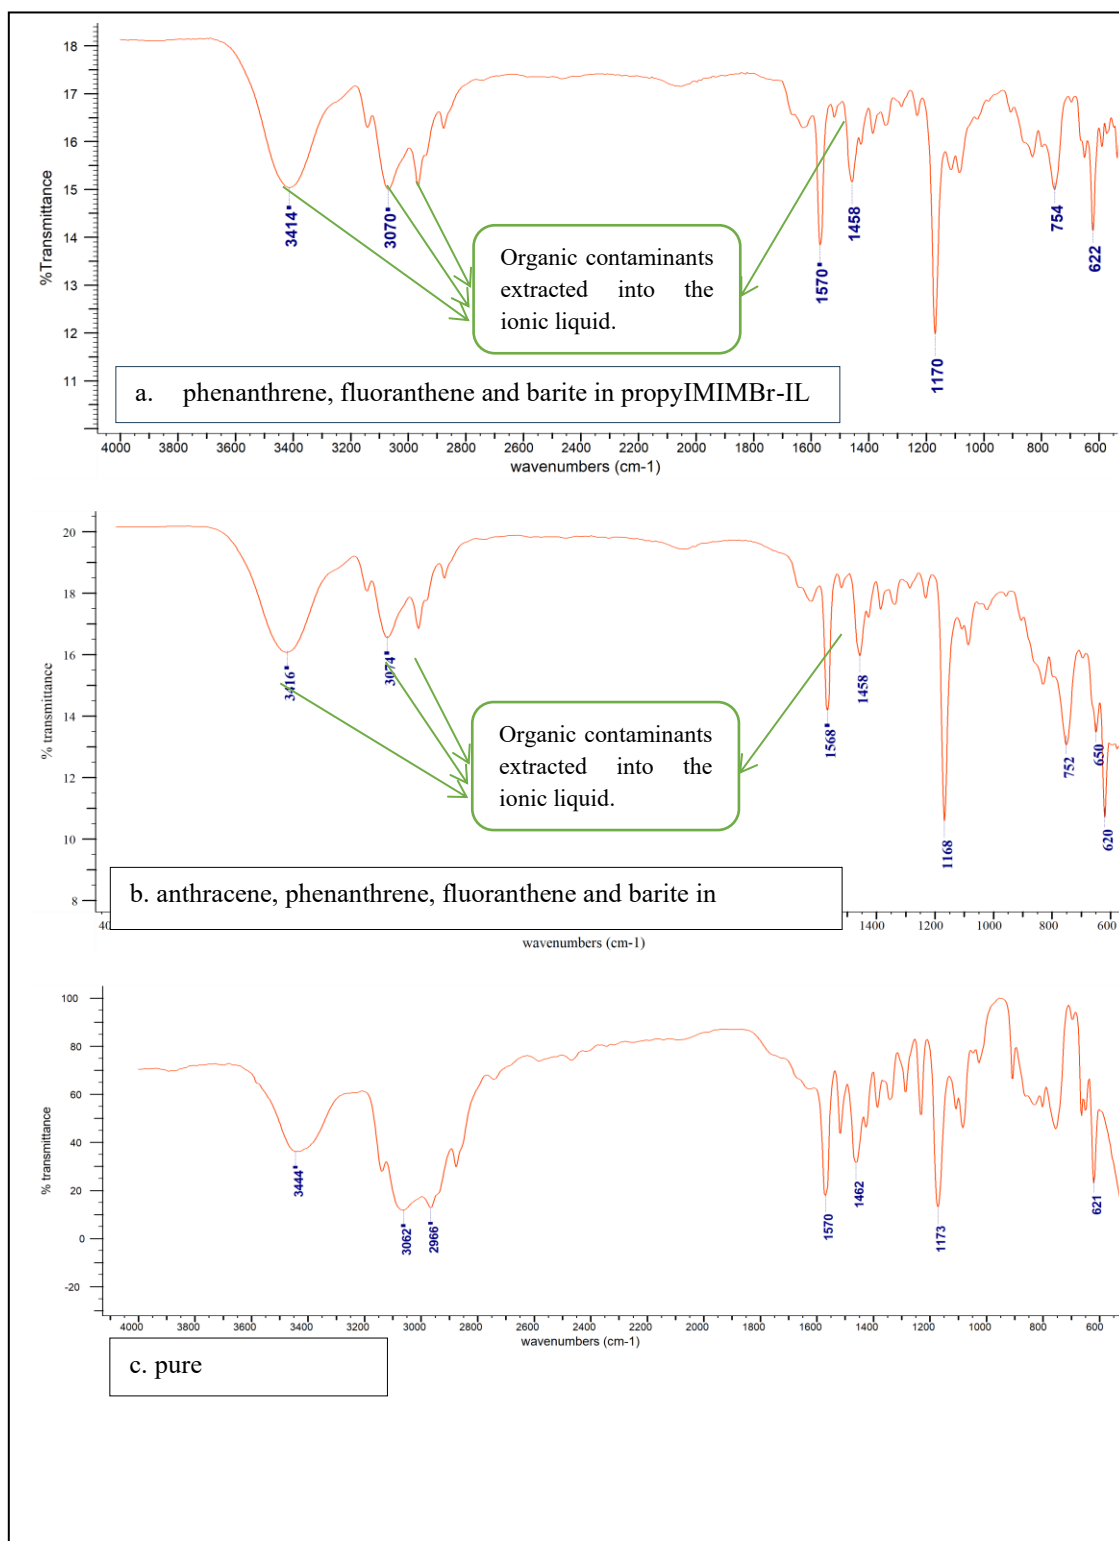 %Transmittance
18
17
16
15
14
13
12
11
3414
3070
1570
1458
1170
754
622
Organic contaminants
extracted into the
ionic liquid.
a. phenanthrene, fluoranthene and barite in propyIMIMBr-IL
4000 3800 3600 3400 3200 3000 2800 2600 2400 2200 2000 1800 1600 1400 1200 1000 800 600
wavenumbers (cm-1)
% transmittance
20
18
16
14
12
10
8
3416
3074
1568
1458
1168
752
650
620
Organic contaminants
extracted into the
ionic liquid.
b. anthracene, phenanthrene, fluoranthene and barite in
1400 1200 1000 800 600
wavenumbers (cm-1)
% transmittance
100
80
60
40
20
0
-20
3444
3062
2966
1570
1462
1173
621
4000 3800 3600 3400 3200 3000 2800 2600 2400 2200 2000 1800 1600 1400 1200 1000 800 600
wavenumbers (cm-1)
c. pure